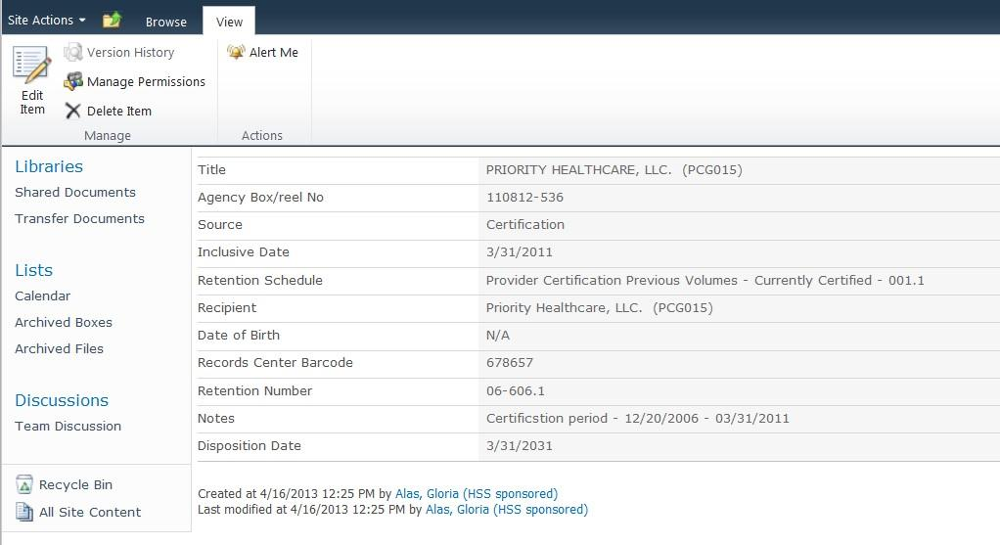 Site Actions Browse View
Edit Item
Version History
Manage Permissions
Delete Item
Manage
Alert Me
Actions
Libraries
Shared Documents
Transfer Documents
Lists
Calendar
Archived Boxes
Archived Files
Discussions
Team Discussion
Recycle Bin
All Site Content
Title PRIORITY HEALTHCARE, LLC. (PCG015)
Agency Box/reel No 110812-536
Source Certification
Inclusive Date 3/31/2011
Retention Schedule Provider Certification Previous Volumes - Currently Certified - 001.1
Recipient Priority Healthcare, LLC. (PCG015)
Date of Birth N/A
Records Center Barcode 678657
Retention Number 06-606.1
Notes Certificstion period - 12/20/2006 - 03/31/2011
Disposition Date 3/31/2031
Created at 4/16/2013 12:25 PM by Alas, Gloria (HSS sponsored)
Last modified at 4/16/2013 12:25 PM by Alas, Gloria (HSS sponsored)